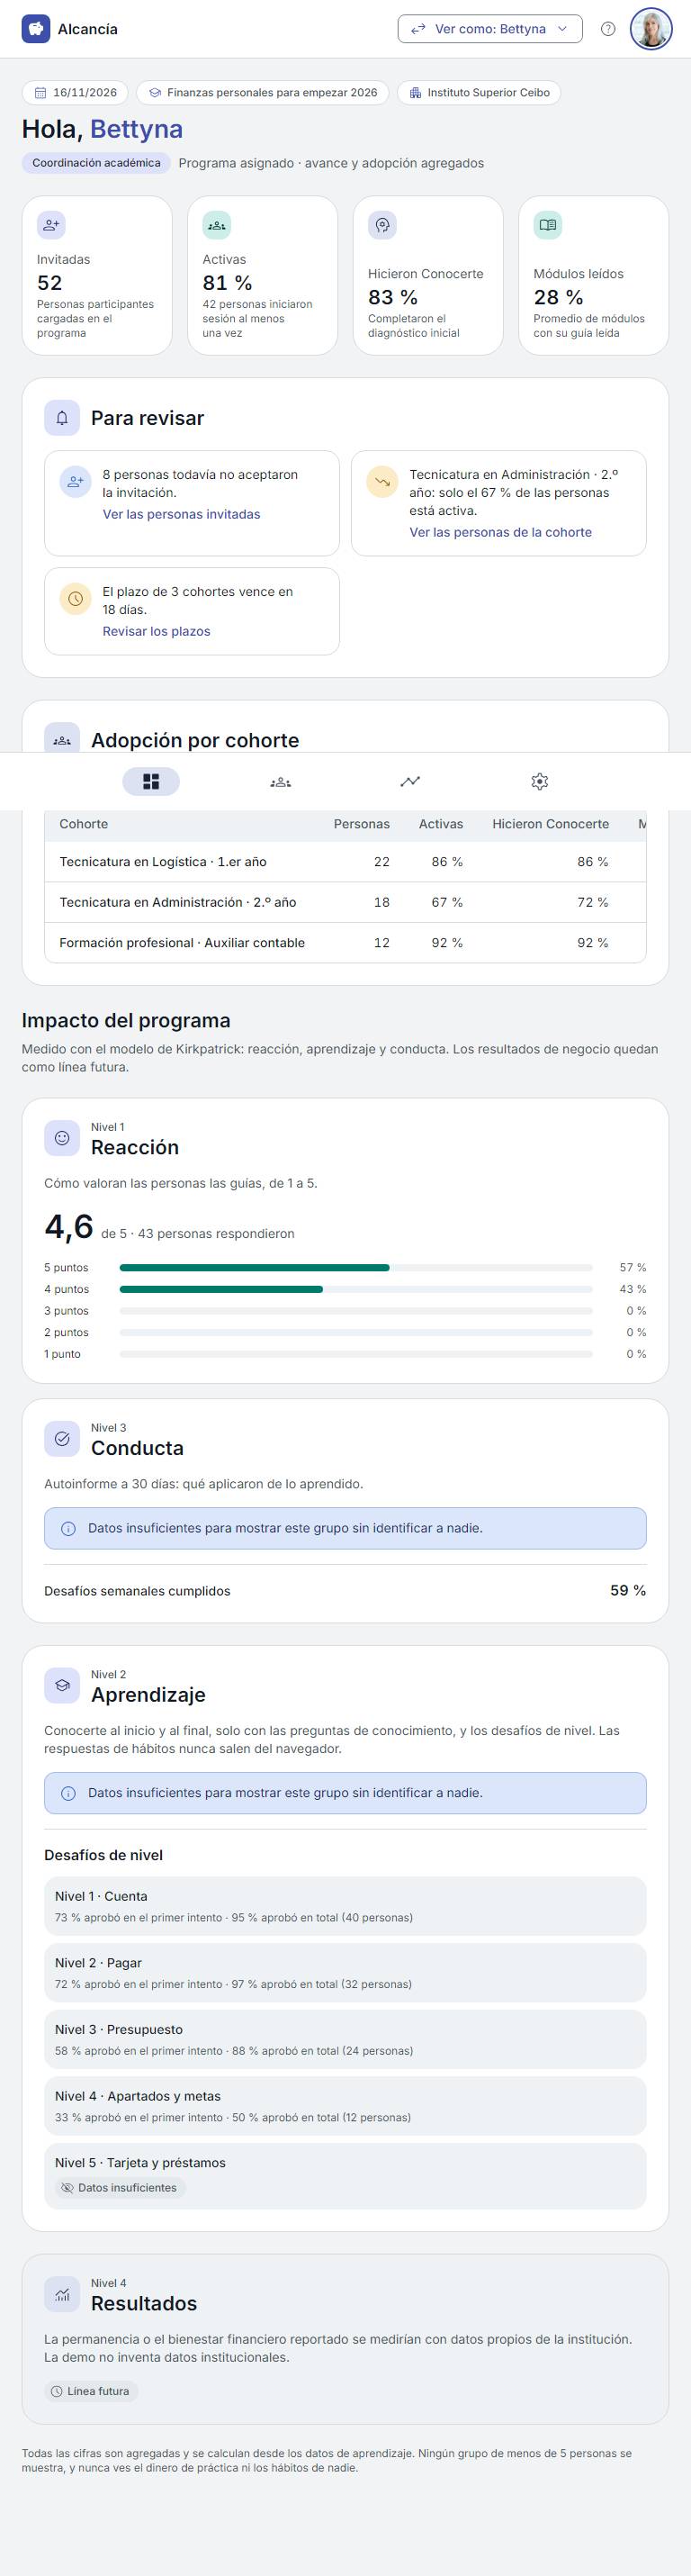 Alcancía
Ver como: Bettyna
16/11/2026
Finanzas personales para empezar 2026
Instituto Superior Ceibo
Hola, Bettyna
Coordinación académica
Programa asignado · avance y adopción agregados
Invitadas
52
Personas participantes
cargadas en el
programa
Activas
81 %
42 personas iniciaron
sesión al menos
una vez
Hicieron Conocerte
83 %
Completaron el
diagnóstico inicial
Módulos leídos
28 %
Promedio de módulos
con su guía leída
Para revisar
8 personas todavía no aceptaron
la invitación.
Ver las personas invitadas
Tecnicatura en Administración · 2.º
año: solo el 67 % de las personas
está activa.
Ver las personas de la cohorte
El plazo de 3 cohortes vence en
18 días.
Revisar los plazos
Adopción por cohorte
Cohorte Personas Activas Hicieron Conocerte M
Tecnicatura en Logística · 1.er año 22 86 % 86 %
Tecnicatura en Administración · 2.º año 18 67 % 72 %
Formación profesional · Auxiliar contable 12 92 % 92 %
Impacto del programa
Medido con el modelo de Kirkpatrick: reacción, aprendizaje y conducta. Los resultados de negocio quedan
como línea futura.
Nivel 1
Reacción
Cómo valoran las personas las guías, de 1 a 5.
4,6 de 5 · 43 personas respondieron
5 puntos 57 %
4 puntos 43 %
3 puntos 0 %
2 puntos 0 %
1 punto 0 %
Nivel 3
Conducta
Autoinforme a 30 días: qué aplicaron de lo aprendido.
Datos insuficientes para mostrar este grupo sin identificar a nadie.
Desafíos semanales cumplidos 59 %
Nivel 2
Aprendizaje
Conocerte al inicio y al final, solo con las preguntas de conocimiento, y los desafíos de nivel. Las
respuestas de hábitos nunca salen del navegador.
Datos insuficientes para mostrar este grupo sin identificar a nadie.
Desafíos de nivel
Nivel 1 · Cuenta
73 % aprobó en el primer intento · 95 % aprobó en total (40 personas)
Nivel 2 · Pagar
72 % aprobó en el primer intento · 97 % aprobó en total (32 personas)
Nivel 3 · Presupuesto
58 % aprobó en el primer intento · 88 % aprobó en total (24 personas)
Nivel 4 · Apartados y metas
33 % aprobó en el primer intento · 50 % aprobó en total (12 personas)
Nivel 5 · Tarjeta y préstamos
Datos insuficientes
Nivel 4
Resultados
La permanencia o el bienestar financiero reportado se medirían con datos propios de la institución.
La demo no inventa datos institucionales.
Línea futura
Todas las cifras son agregadas y se calculan desde los datos de aprendizaje. Ningún grupo de menos de 5 personas se
muestra, y nunca ves el dinero de práctica ni los hábitos de nadie.